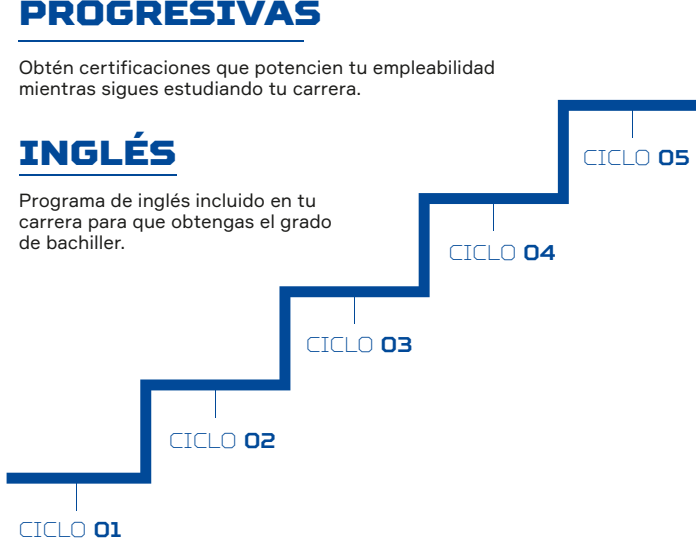 PROGRESIVAS
Obtén certificaciones que potencien tu empleabilidad
mientras sigues estudiando tu carrera.
INGLÉS
Programa de inglés incluido en tu
carrera para que obtengas el grado
de bachiller.
CICLO 05
CICLO 04
CICLO 03
CICLO 02
CICLO 01